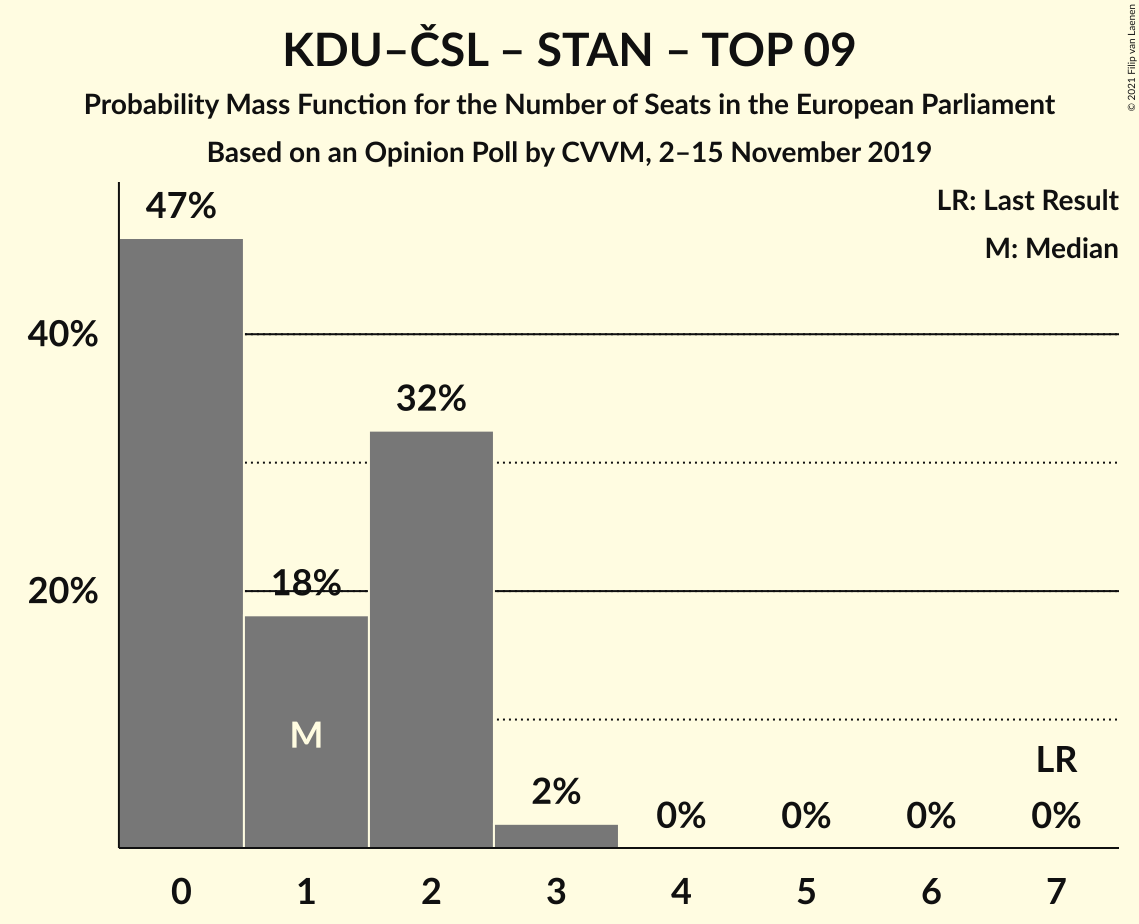 KDU–ČSL – STAN – TOP 09
Probability Mass Function for the Number of Seats in the European Parliament
Based on an Opinion Poll by CVVM, 2–15 November 2019
© 2021 Filip van Laenen
LR: Last Result
M: Median
47%
40%
32%
18%
20%
M
2%
0%
0%
0%
LR
0%
0 1 2 3 4 5 6 7